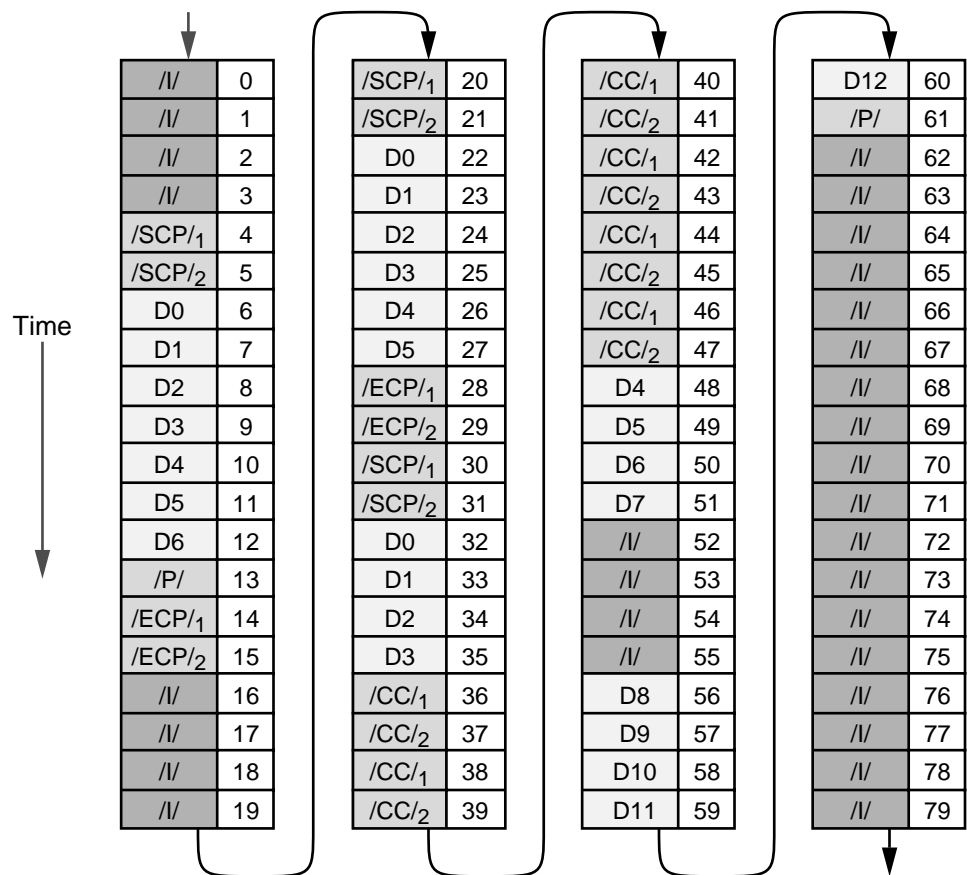 Time
/I/ 0
/I/ 1
/I/ 2
/I/ 3
/SCP/1 4
/SCP/2 5
D0 6
D1 7
D2 8
D3 9
D4 10
D5 11
D6 12
/P/ 13
/ECP/1 14
/ECP/2 15
/I/ 16
/I/ 17
/I/ 18
/I/ 19
/SCP/1 20
/SCP/2 21
D0 22
D1 23
D2 24
D3 25
D4 26
D5 27
/ECP/1 28
/ECP/2 29
/SCP/1 30
/SCP/2 31
D0 32
D1 33
D2 34
D3 35
/CC/1 36
/CC/2 37
/CC/1 38
/CC/2 39
/CC/1 40
/CC/2 41
/CC/1 42
/CC/2 43
/CC/1 44
/CC/2 45
/CC/1 46
/CC/2 47
D4 48
D5 49
D6 50
D7 51
/I/ 52
/I/ 53
/I/ 54
/I/ 55
D8 56
D9 57
D10 58
D11 59
D12 60
/P/ 61
/I/ 62
/I/ 63
/I/ 64
/I/ 65
/I/ 66
/I/ 67
/I/ 68
/I/ 69
/I/ 70
/I/ 71
/I/ 72
/I/ 73
/I/ 74
/I/ 75
/I/ 76
/I/ 77
/I/ 78
/I/ 79